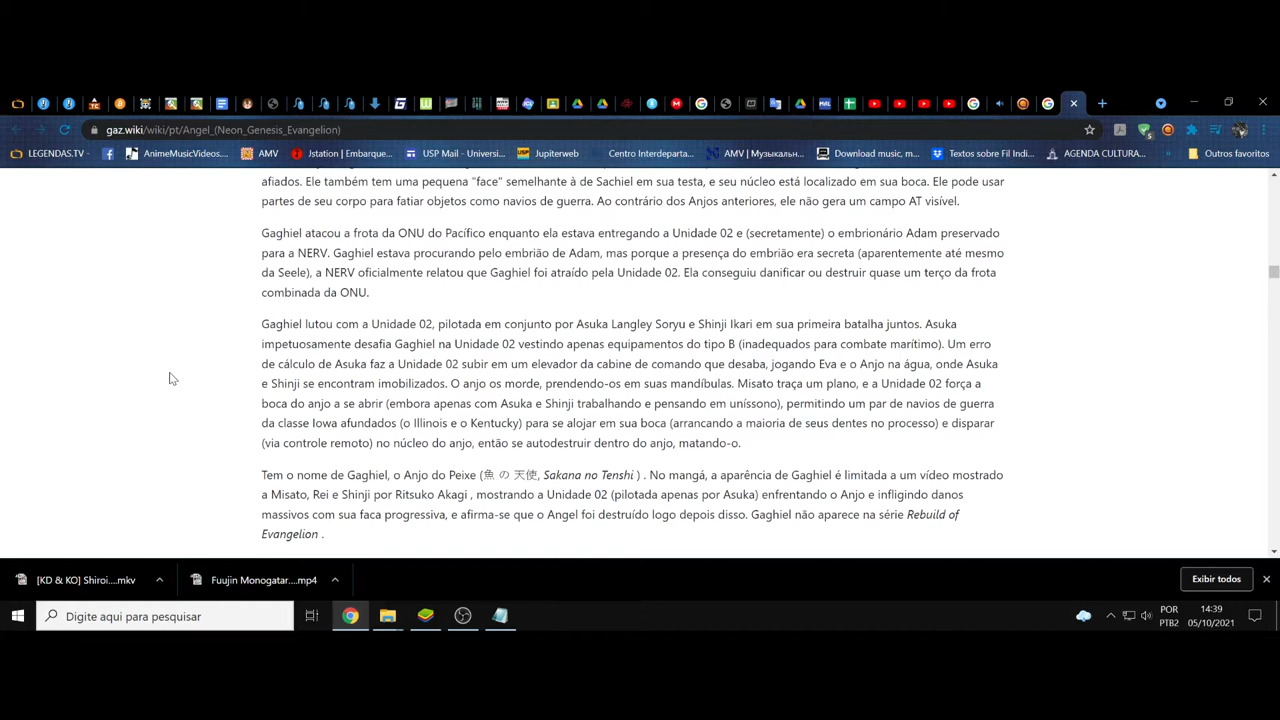 gaz.wiki/wiki/pt/Angel_(Neon_Genesis_Evangelion)
LEGENDAS.TV -
AnimeMusicVideos...
AMV
Jstation | Embarque...
USP Mail - Universi...
Jupiterweb
Centro Interdeparta...
AMV | Музыкальн...
Download music, m...
Textos sobre Fil Indi...
AGENDA CULTURA...
Outros favoritos
afiados. Ele também tem uma pequena "face" semelhante à de Sachiel em sua testa, e seu núcleo está localizado em sua boca. Ele pode usar
partes de seu corpo para fatiar objetos como navios de guerra. Ao contrário dos Anjos anteriores, ele não gera um campo AT visível.
Gaghiel atacou a frota da ONU do Pacífico enquanto ela estava entregando a Unidade 02 e (secretamente) o embrionário Adam preservado
para a NERV. Gaghiel estava procurando pelo embrião de Adam, mas porque a presença do embrião era secreta (aparentemente até mesmo
da Seele), a NERV oficialmente relatou que Gaghiel foi atraído pela Unidade 02. Ela conseguiu danificar ou destruir quase um terço da frota
combinada da ONU.
Gaghiel lutou com a Unidade 02, pilotada em conjunto por Asuka Langley Soryu e Shinji Ikari em sua primeira batalha juntos. Asuka
impetuosamente desafia Gaghiel na Unidade 02 vestindo apenas equipamentos do tipo B (inadequados para combate marítimo). Um erro
de cálculo de Asuka faz a Unidade 02 subir em um elevador da cabine de comando que desaba, jogando Eva e o Anjo na água, onde Asuka
e Shinji se encontram imobilizados. O anjo os morde, prendendo-os em suas mandíbulas. Misato traça um plano, e a Unidade 02 força a
boca do anjo a se abrir (embora apenas com Asuka e Shinji trabalhando e pensando em uníssono), permitindo um par de navios de guerra
da classe Iowa afundados (o Illinois e o Kentucky) para se alojar em sua boca (arrancando a maioria de seus dentes no processo) e disparar
(via controle remoto) no núcleo do anjo, então se autodestruir dentro do anjo, matando-o.
Tem o nome de Gaghiel, o Anjo do Peixe (魚 の 天使, Sakana no Tenshi ) . No mangá, a aparência de Gaghiel é limitada a um vídeo mostrado
a Misato, Rei e Shinji por Ritsuko Akagi , mostrando a Unidade 02 (pilotada apenas por Asuka) enfrentando o Anjo e infligindo danos
massivos com sua faca progressiva, e afirma-se que o Angel foi destruído logo depois disso. Gaghiel não aparece na série Rebuild of
Evangelion .
[KD & KO] Shiroi....mkv
Fuujin Monogatar....mp4
Exibir todos
Digite aqui para pesquisar
POR
PTB2
14:39
05/10/2021